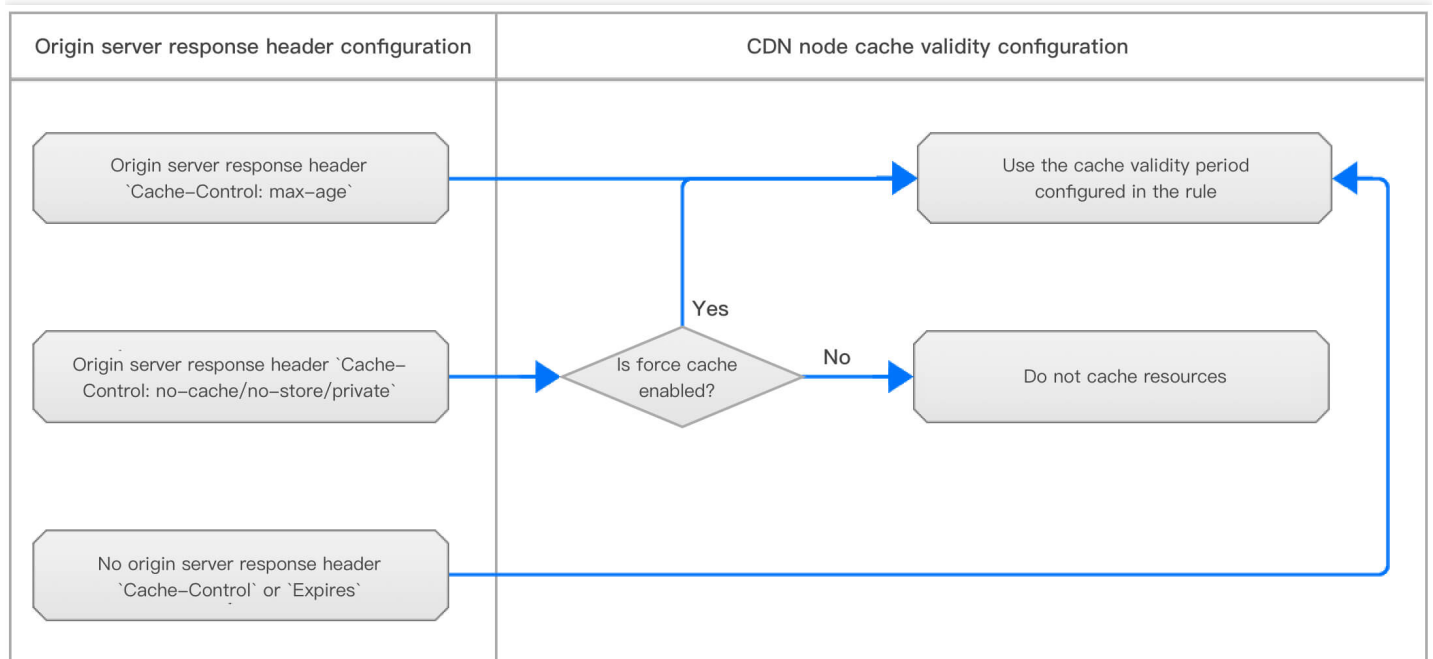 Origin server response header configuration
CDN node cache validity configuration
Origin server response header
`Cache-Control: max-age`
Use the cache validity period
configured in the rule
Yes
Origin server response header `Cache-
Control: no-cache/no-store/private`
Is force cache
enabled?
No
Do not cache resources
No origin server response header
`Cache-Control` or `Expires`